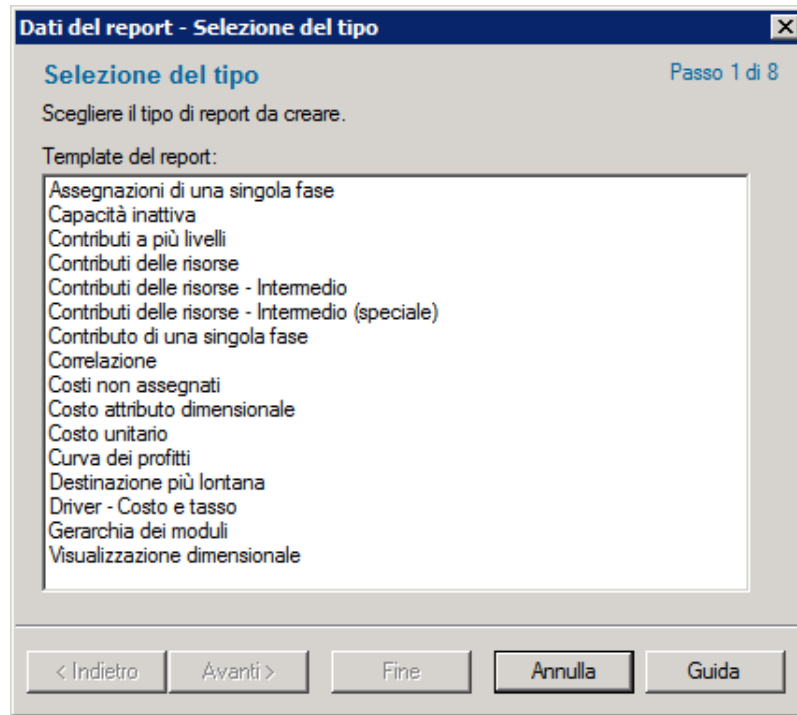 Dati del report - Selezione del tipo
Selezione del tipo
Passo 1 di 8
Scegliere il tipo di report da creare.
Template del report:
Assegnazioni di una singola fase
Capacità inattiva
Contributi a più livelli
Contributi delle risorse
Contributi delle risorse - Intermedio
Contributi delle risorse - Intermedio (speciale)
Contributo di una singola fase
Correlazione
Costi non assegnati
Costo attributo dimensionale
Costo unitario
Curva dei profitti
Destinazione più lontana
Driver - Costo e tasso
Gerarchia dei moduli
Visualizzazione dimensionale
< Indietro
Avanti >
Fine
Annulla
Guida